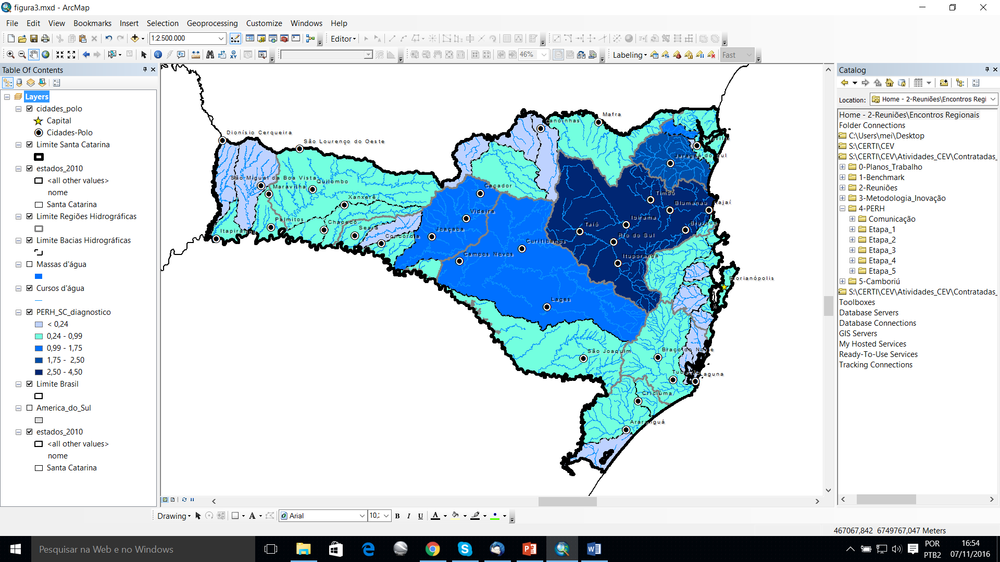 figura3.mxd - ArcMap
File Edit View Bookmarks Insert Selection Geoprocessing Customize Windows Help
1:2.500.000
Editor
46%
Labeling
Fast
Table Of Contents
Layers
cidades_polo
Capital
Cidades-Polo
Limite Santa Catarina
estados_2010
<all other values>
nome
Santa Catarina
Limite Regiões Hidrográficas
Limite Bacias Hidrográficas
Massas d'água
Cursos d'água
PERH_SC_diagnostico
< 0,24
0,24 - 0,99
0,99 - 1,75
1,75 - 2,50
2,50 - 4,50
Limite Brasil
America_do_Sul
estados_2010
<all other values>
nome
Santa Catarina
Mafra
Canoinhas
Dionísio Cerqueira
São Lourenço do Oeste
Jaraguá do Sul
São Miguel da Boa Vista
Quilombo
Maravilha
Caçador
Timbó
Xanxerê
Blumenau
Itajaí
Videira
Ibirama
Palmitos
Chapecó
Taió
Brusque
Seara
Joaçaba
Itapiranga
Concórdia
Rio do Sul
Curitibanos
Campos Novos
Ituporanga
Florianópolis
Lages
São Joaquim
Braço do Norte
Tubarão
Laguna
Criciúma
Araranguá
Catalog
Location:
Home - 2-Reuniões\Encontros Regi
Home - 2-Reuniões\Encontros Regionais
Folder Connections
C:\Users\mei\Desktop
S:\CERTI\CEV
S:\CERTI\CEV\Atividades_CEV\Contratadas_
0-Planos_Trabalho
1-Benchmark
2-Reuniões
3-Metodologia_Inovação
4-PERH
Comunicação
Etapa_1
Etapa_2
Etapa_3
Etapa_4
Etapa_5
5-Camboriú
S:\CERTI\CEV\Atividades_CEV\Contratadas_
Toolboxes
Database Servers
Database Connections
GIS Servers
My Hosted Services
Ready-To-Use Services
Tracking Connections
Drawing
A
Arial
B I U A
467067,842 6749767,047 Meters
Pesquisar na Web e no Windows
POR
PTB2
16:54
07/11/2016